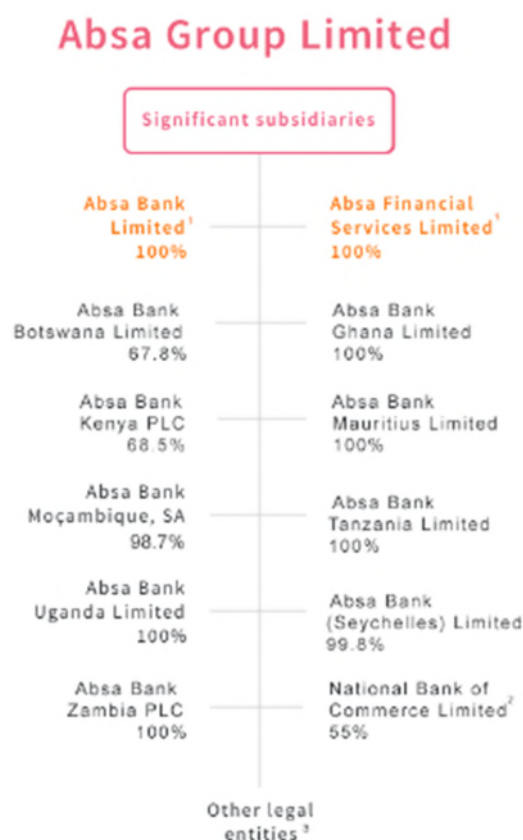 Absa Group Limited
Significant subsidiaries
Absa Bank
Limited¹
100%
Absa Financial
Services Limited¹
100%
Absa Bank
Botswana Limited
67.8%
Absa Bank
Ghana Limited
100%
Absa Bank
Kenya PLC
68.5%
Absa Bank
Mauritius Limited
100%
Absa Bank
Moçambique, SA
98.7%
Absa Bank
Tanzania Limited
100%
Absa Bank
Uganda Limited
100%
Absa Bank
(Seychelles) Limited
99.8%
Absa Bank
Zambia PLC
100%
National Bank of
Commerce Limited²
55%
Other legal
entities ³